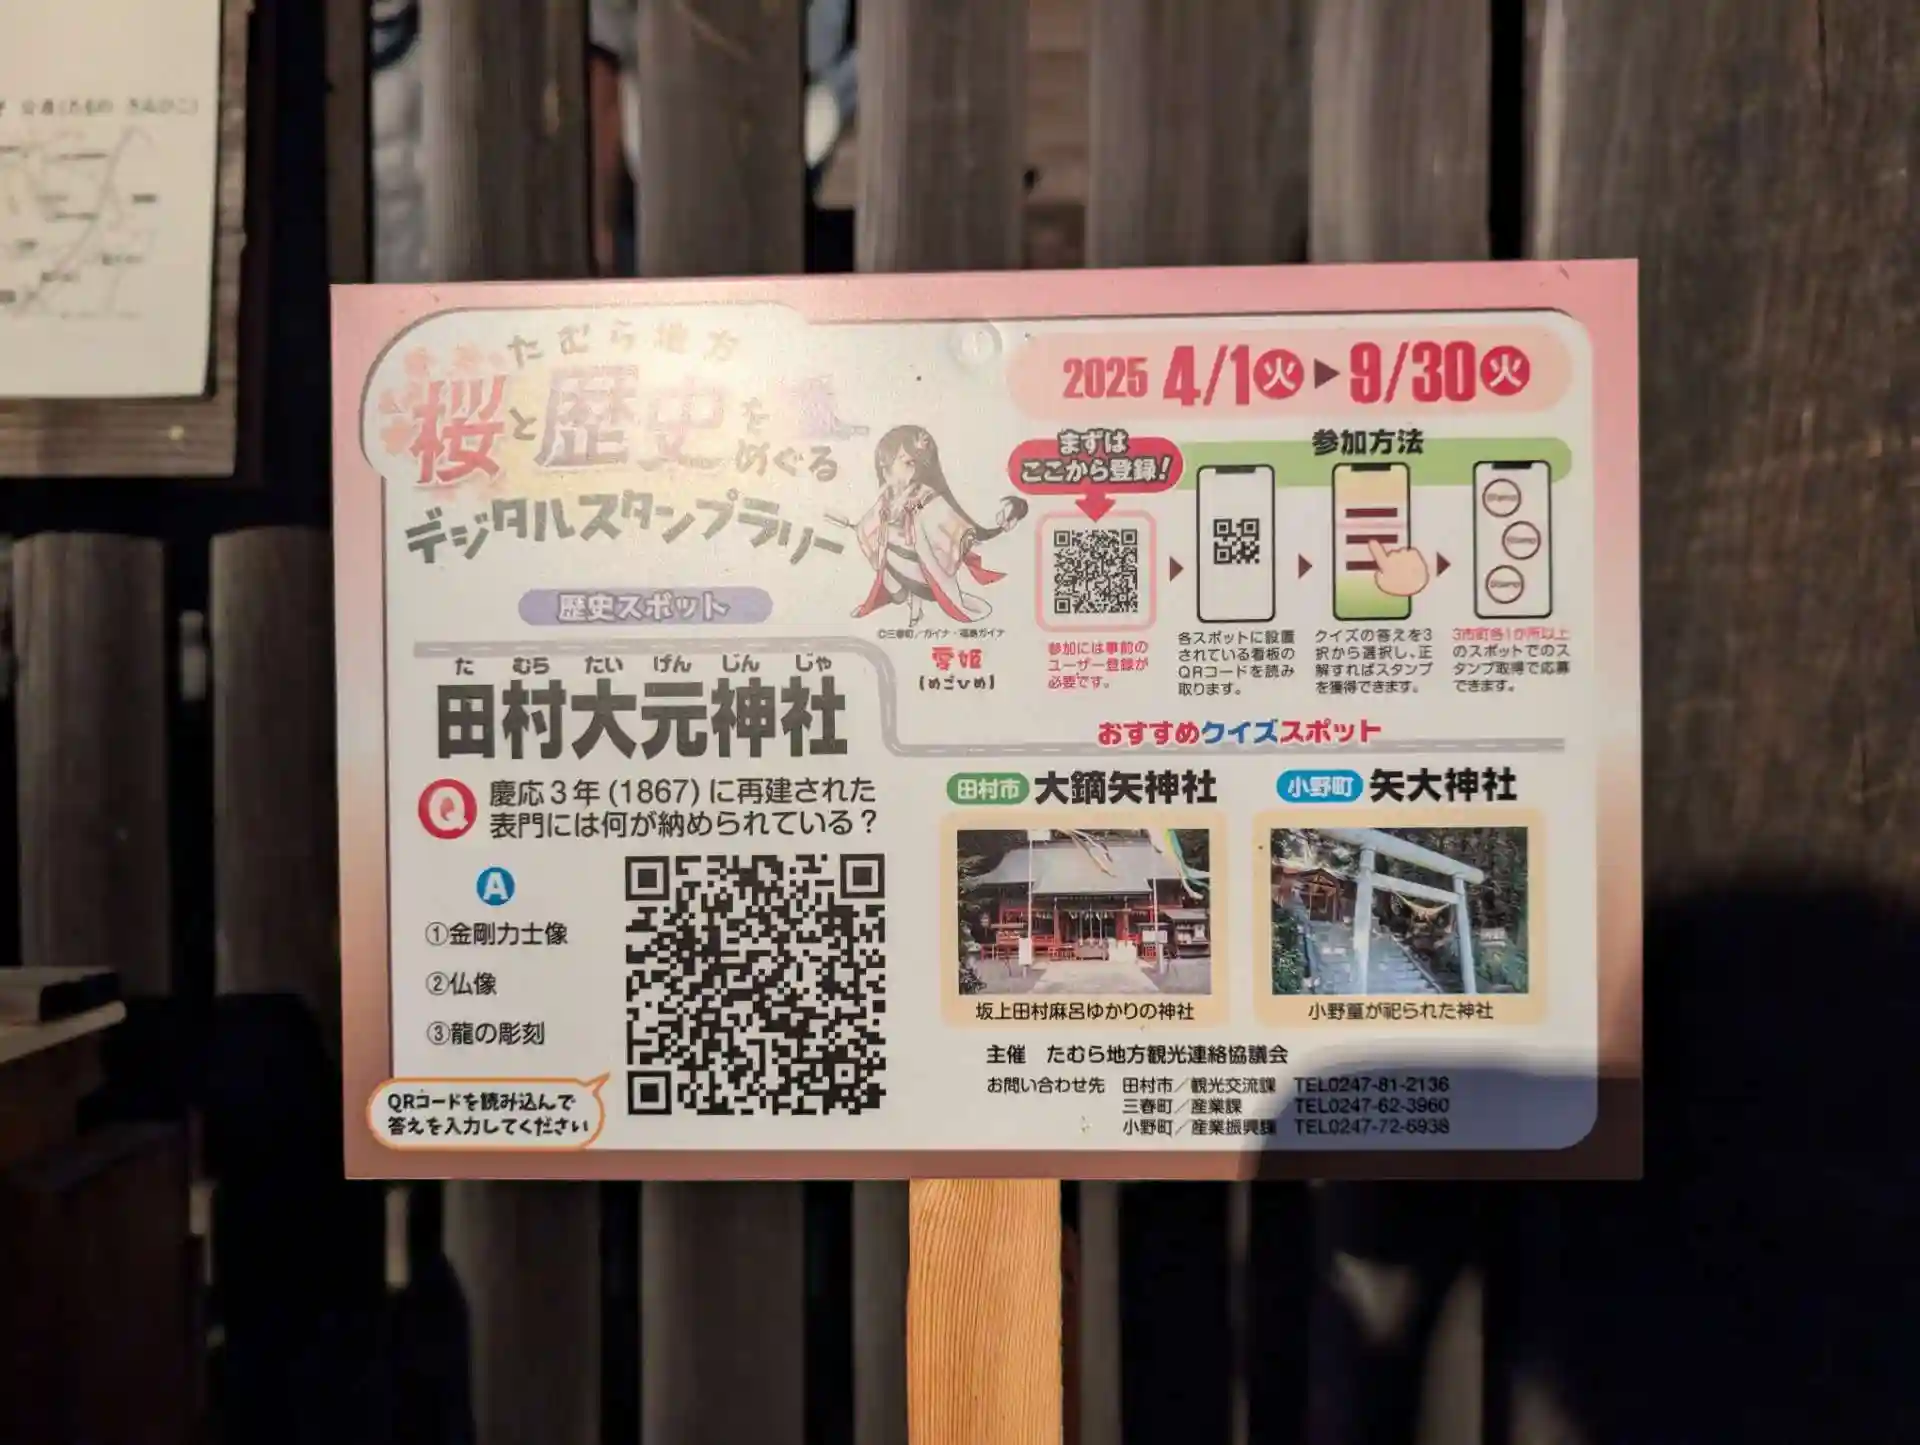 たむら地方
桜と歴史をめぐる
デジタルスタンプラリー
歴史スポット
た むら たい げん じん じゃ
田村大元神社
Q 慶応3年(1867)に再建された
表門には何が納められている？
A
①金剛力士像
②仏像
③龍の彫刻
QRコードを読み込んで
答えを入力してください
©三春町／ガイナ・福島ガイナ
愛姫
(めごひめ)
2025 4/1火▶9/30火
参加方法
まずは
ここから登録!
参加には事前の
ユーザー登録が
必要です。
各スポットに設置
されている看板の
QRコードを読み
取ります。
クイズの答えを3
択から選択し、正
解すればスタンプ
を獲得できます。
Stamp
Stamp
Stamp
3市町各1か所以上
のスポットでのス
タンプ取得で応募
できます。
おすすめクイズスポット
田村市 大鏑矢神社
坂上田村麻呂ゆかりの神社
小野町 矢大神社
小野篁が祀られた神社
主催 たむら地方観光連絡協議会
お問い合わせ先 田村市／観光交流課 TEL0247-81-2136
三春町／産業課 TEL0247-62-3960
小野町／産業振興課 TEL0247-72-6938